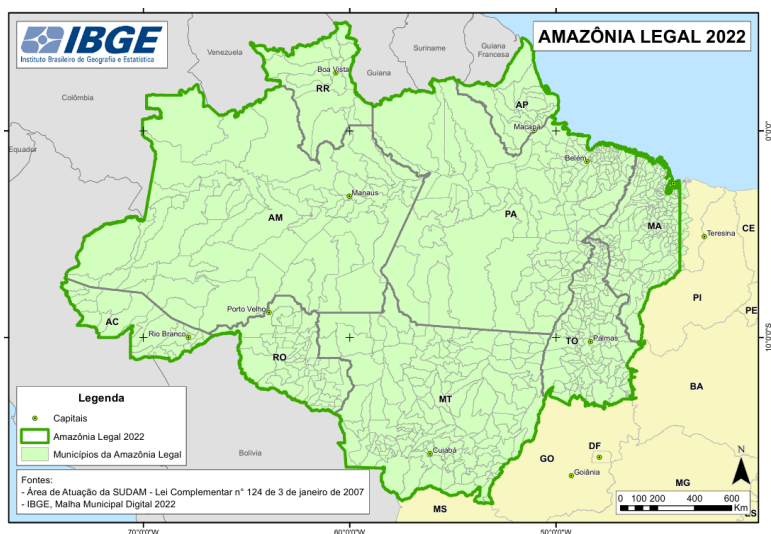 IBGE
Instituto Brasileiro de Geografia e Estatística
AMAZÔNIA LEGAL 2022
Venezuela
Suriname
Guiana
Francesa
Guiana
Colômbia
Equador
Bolívia
Boa Vista
RR
AP
Macapá
Belém
Manaus
AM
PA
MA
CE
Teresina
PI
PE
AC
Rio Branco
Porto Velho
RO
TO
Palmas
MT
Cuiabá
BA
GO
DF
Goiânia
MG
MS
ES
0°0'0"
10°0'0"S
70°0'0"W
60°0'0"W
50°0'0"W
Legenda
Capitais
Amazônia Legal 2022
Municípios da Amazônia Legal
Fontes:
- Área de Atuação da SUDAM - Lei Complementar n° 124 de 3 de janeiro de 2007
- IBGE, Malha Municipal Digital 2022
N
0 100 200 400 600
Km